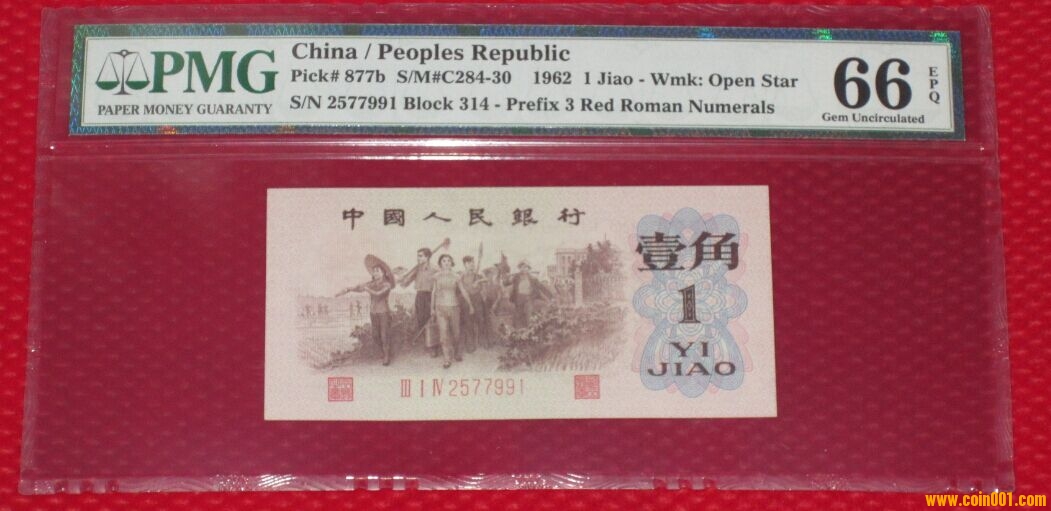 PMG
PAPER MONEY GUARANTY
China / Peoples Republic
Pick# 877b S/M#C284-30 1962 1 Jiao - Wmk: Open Star
S/N 2577991 Block 314 - Prefix 3 Red Roman Numerals
66
EPQ
Gem Uncirculated
中國人民銀行
壹角
1
YI
JIAO
III I IV 2577991
www.coin001.com